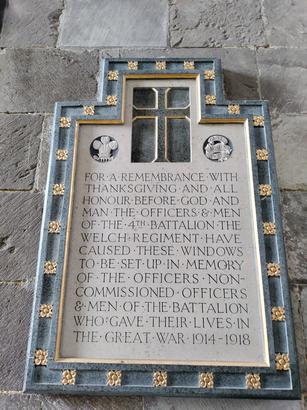 FOR · A · REMEMBRANCE · WITH
THANKSGIVING · AND · ALL
HONOUR · BEFORE · GOD · AND
MAN · THE · OFFICERS · & · MEN
OF · THE · 4TH · BATTALION · THE
WELCH · REGIMENT · HAVE
CAUSED · THESE · WINDOWS
TO · BE · SET · UP · IN · MEMORY
OF · THE · OFFICERS · NON-
COMMISSIONED · OFFICERS
& · MEN · OF · THE · BATTALION
WHO · GAVE · THEIR · LIVES · IN
THE · GREAT · WAR · 1914-1918